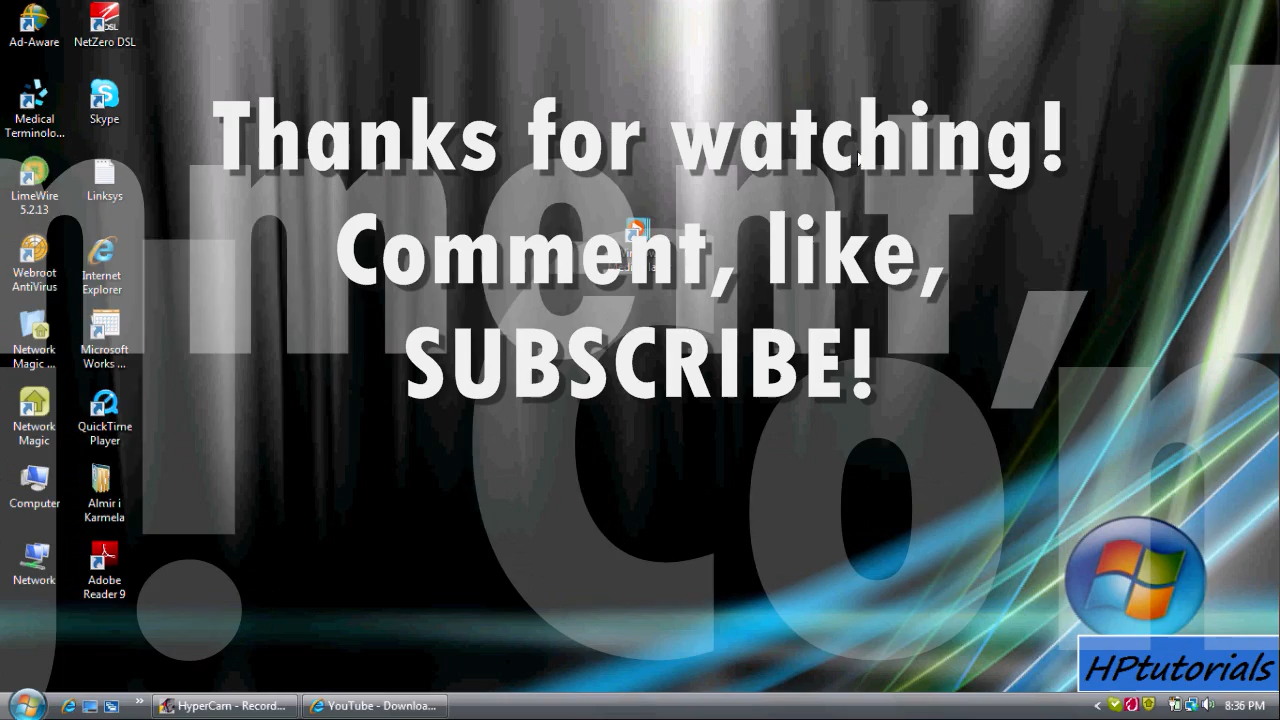 Ad-Aware
NetZero DSL
Medical
Terminolo...
Skype
LimeWire
5.2.13
Linksys
Webroot
AntiVirus
Internet
Explorer
Network
Magic ...
Microsoft
Works ...
Network
Magic
QuickTime
Player
Computer
Almir i
Karmela
Network
Adobe
Reader 9
Thanks for watching!
Comment, like,
SUBSCRIBE!
HPtutorials
HyperCam - Record...
YouTube - Downloa...
8:36 PM